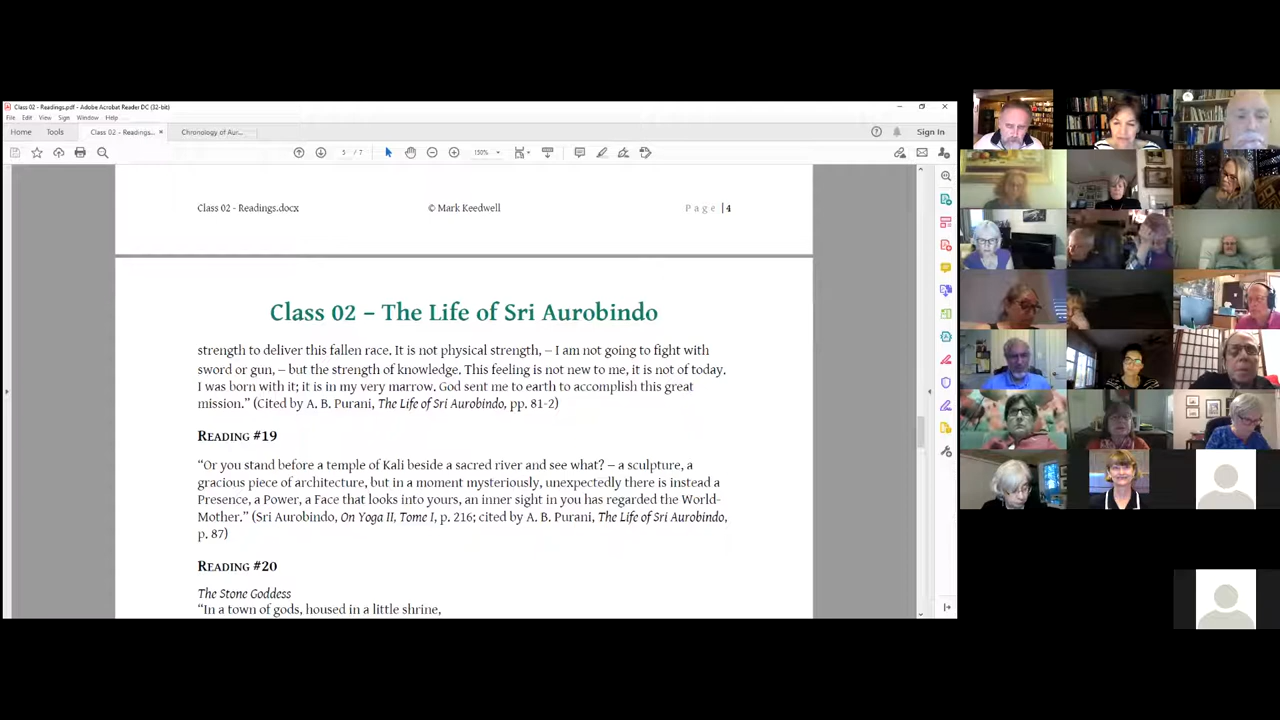 Class 02 - Readings.pdf - Adobe Acrobat Reader DC (32-bit)
File Edit View Sign Window Help
Home Tools Class 02 - Readings... × Chronology of Aur... Sign In
5 / 7 150%
Class 02 - Readings.docx © Mark Keedwell Page | 4
Class 02 – The Life of Sri Aurobindo
strength to deliver this fallen race. It is not physical strength, – I am not going to fight with
sword or gun, – but the strength of knowledge. This feeling is not new to me, it is not of today.
I was born with it; it is in my very marrow. God sent me to earth to accomplish this great
mission.” (Cited by A. B. Purani, The Life of Sri Aurobindo, pp. 81-2)
READING #19
“Or you stand before a temple of Kali beside a sacred river and see what? – a sculpture, a
gracious piece of architecture, but in a moment mysteriously, unexpectedly there is instead a
Presence, a Power, a Face that looks into yours, an inner sight in you has regarded the World-
Mother.” (Sri Aurobindo, On Yoga II, Tome I, p. 216; cited by A. B. Purani, The Life of Sri Aurobindo,
p. 87)
READING #20
The Stone Goddess
“In a town of gods, housed in a little shrine,